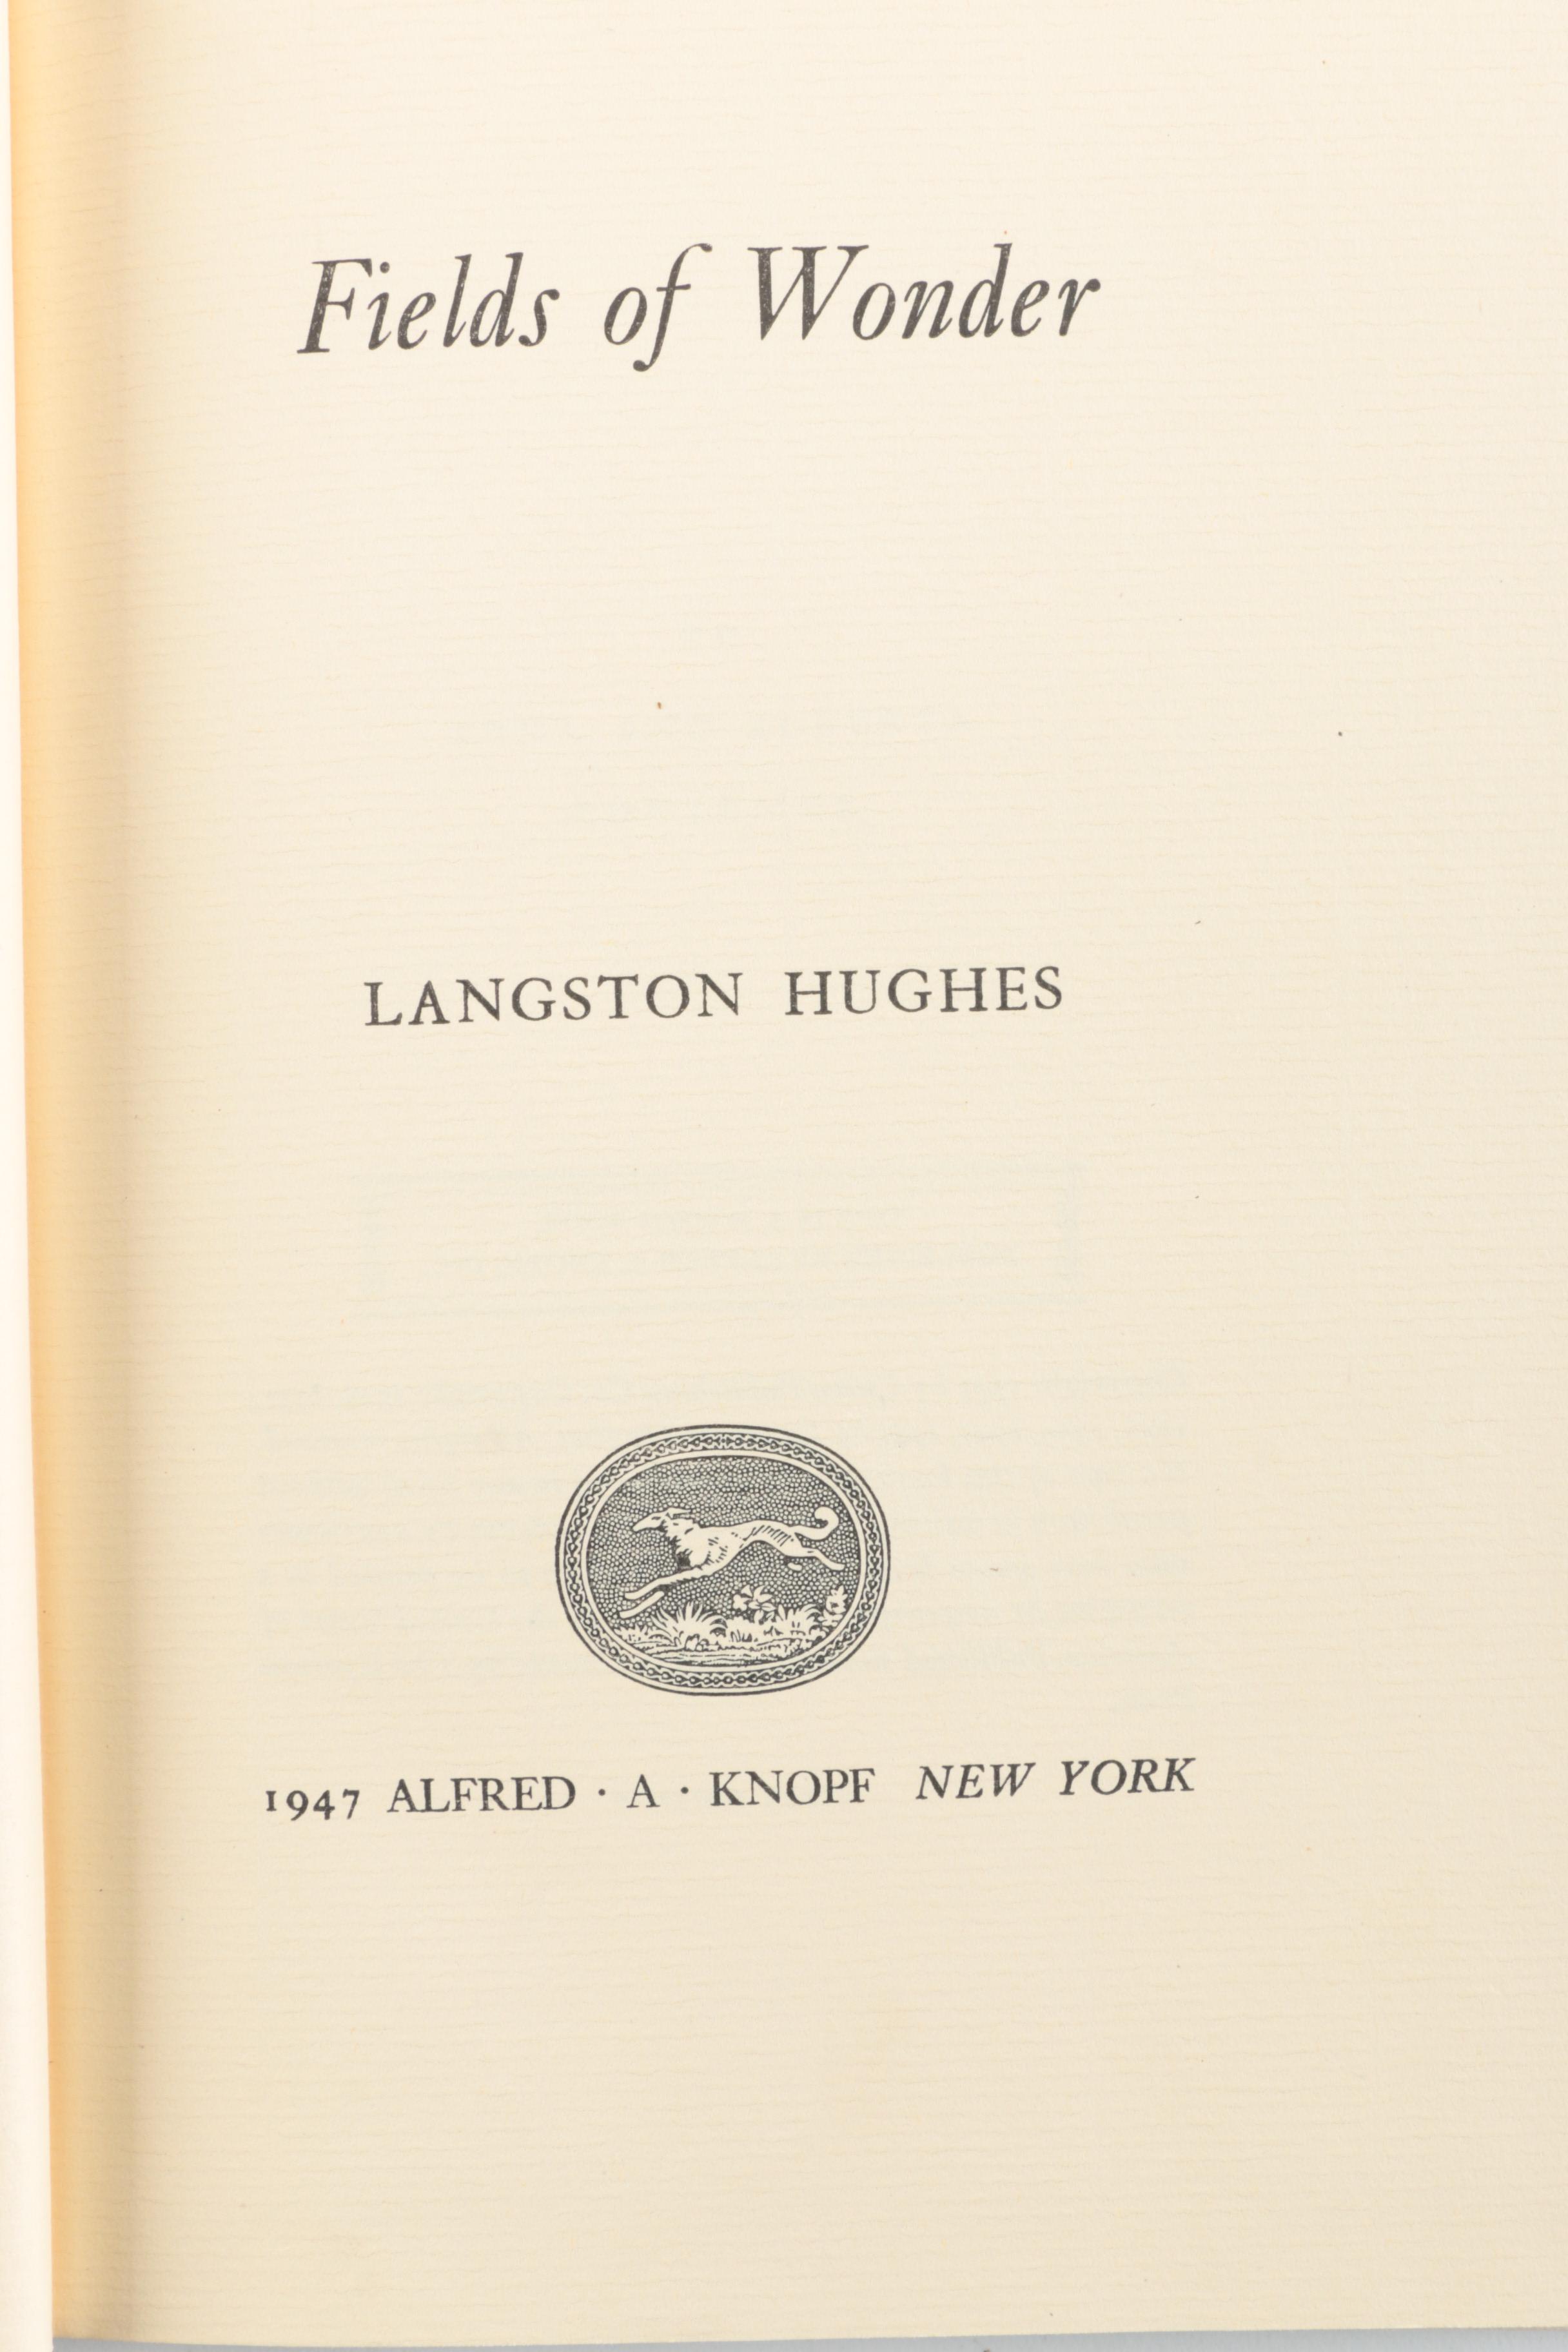 Fields of Wonder
LANGSTON HUGHES
1947 ALFRED · A · KNOPF NEW YORK